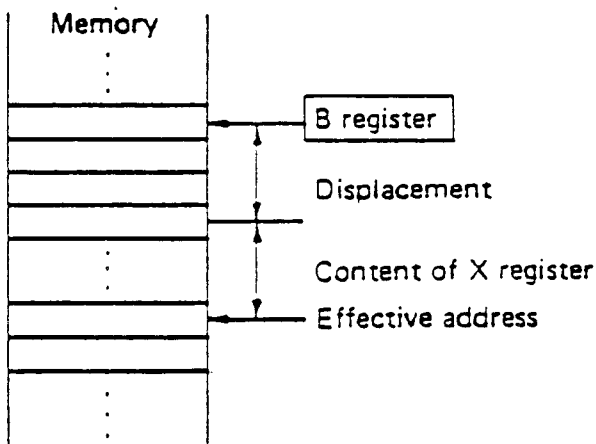 Memory
B register
Displacement
Content of X register
Effective address